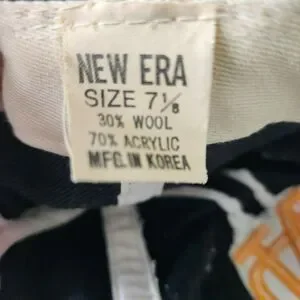 NEW ERA
SIZE 7⅛
30% WOOL
70% ACRYLIC
MFG. IN KOREA